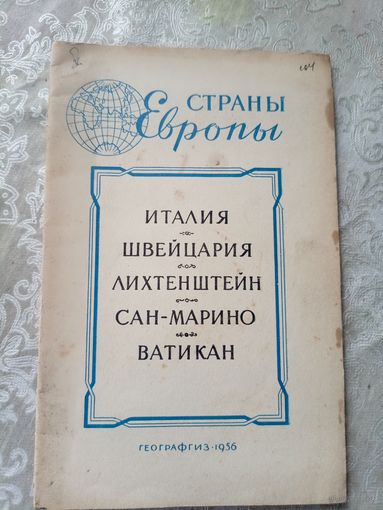 СТРАНЫ
Европы
ИТАЛИЯ
ШВЕЙЦАРИЯ
ЛИХТЕНШТЕЙН
САН-МАРИНО
ВАТИКАН
ГЕОГРАФГИЗ·1956